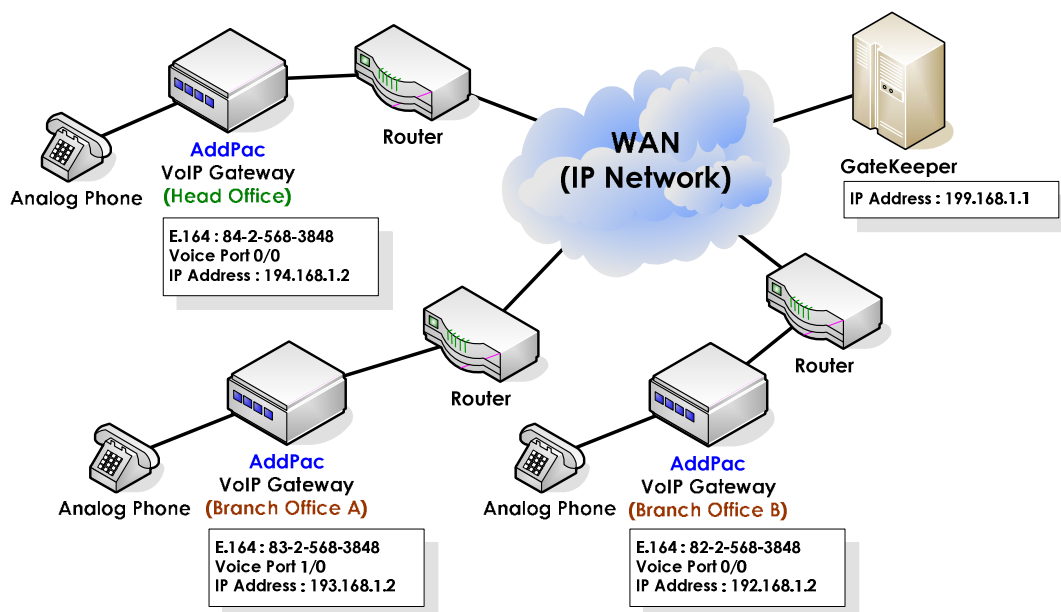 Analog Phone
AddPac
VoIP Gateway
(Head Office)
E.164 : 84-2-568-3848
Voice Port 0/0
IP Address : 194.168.1.2
Router
WAN
(IP Network)
GateKeeper
IP Address : 199.168.1.1
Router
Router
Analog Phone
AddPac
VoIP Gateway
(Branch Office A)
E.164 : 83-2-568-3848
Voice Port 1/0
IP Address : 193.168.1.2
Analog Phone
AddPac
VoIP Gateway
(Branch Office B)
E.164 : 82-2-568-3848
Voice Port 0/0
IP Address : 192.168.1.2